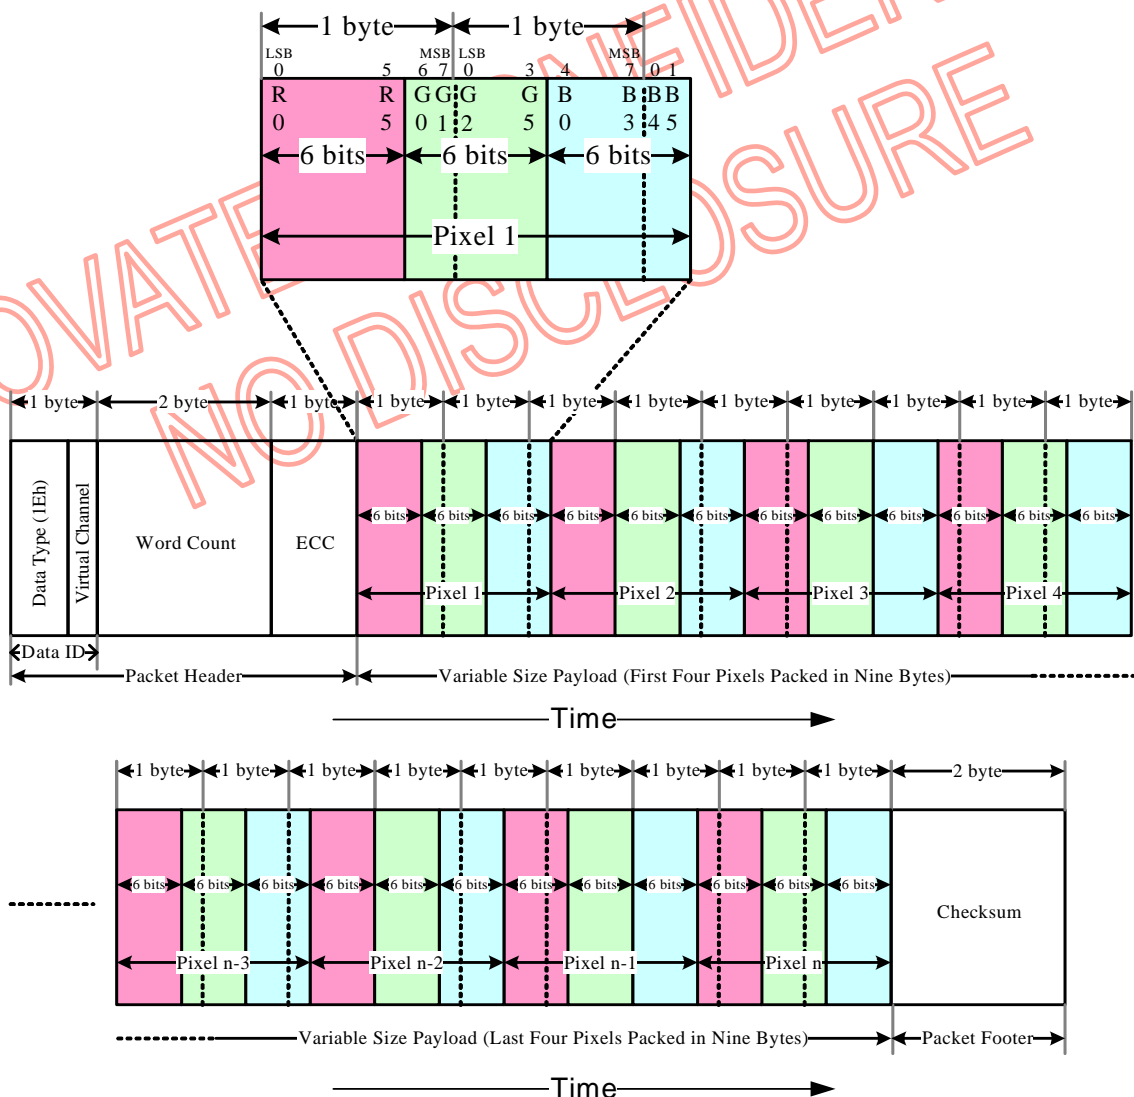 1 byte 1 byte
LSB MSB LSB MSB
0 5 6 7 0 3 4 7 0 1
R R G G G G B B B B
0 5 0 1 2 5 0 3 4 5
6 bits 6 bits 6 bits
Pixel 1
NO DISCLOSURE
1 byte 2 byte 1 byte 1 byte 1 byte 1 byte 1 byte 1 byte 1 byte 1 byte 1 byte 1 byte
Data Type (1Eh)
Virtual Channel
Word Count
ECC
6 bits 6 bits 6 bits 6 bits 6 bits 6 bits 6 bits 6 bits 6 bits 6 bits 6 bits 6 bits
Pixel 1 Pixel 2 Pixel 3 Pixel 4
Data ID
Packet Header Variable Size Payload (First Four Pixels Packed in Nine Bytes)
Time
1 byte 1 byte 1 byte 1 byte 1 byte 1 byte 1 byte 1 byte 1 byte 2 byte
6 bits 6 bits 6 bits 6 bits 6 bits 6 bits 6 bits 6 bits 6 bits 6 bits 6 bits 6 bits
Checksum
Pixel n-3 Pixel n-2 Pixel n-1 Pixel n
Variable Size Payload (Last Four Pixels Packed in Nine Bytes) Packet Footer
Time